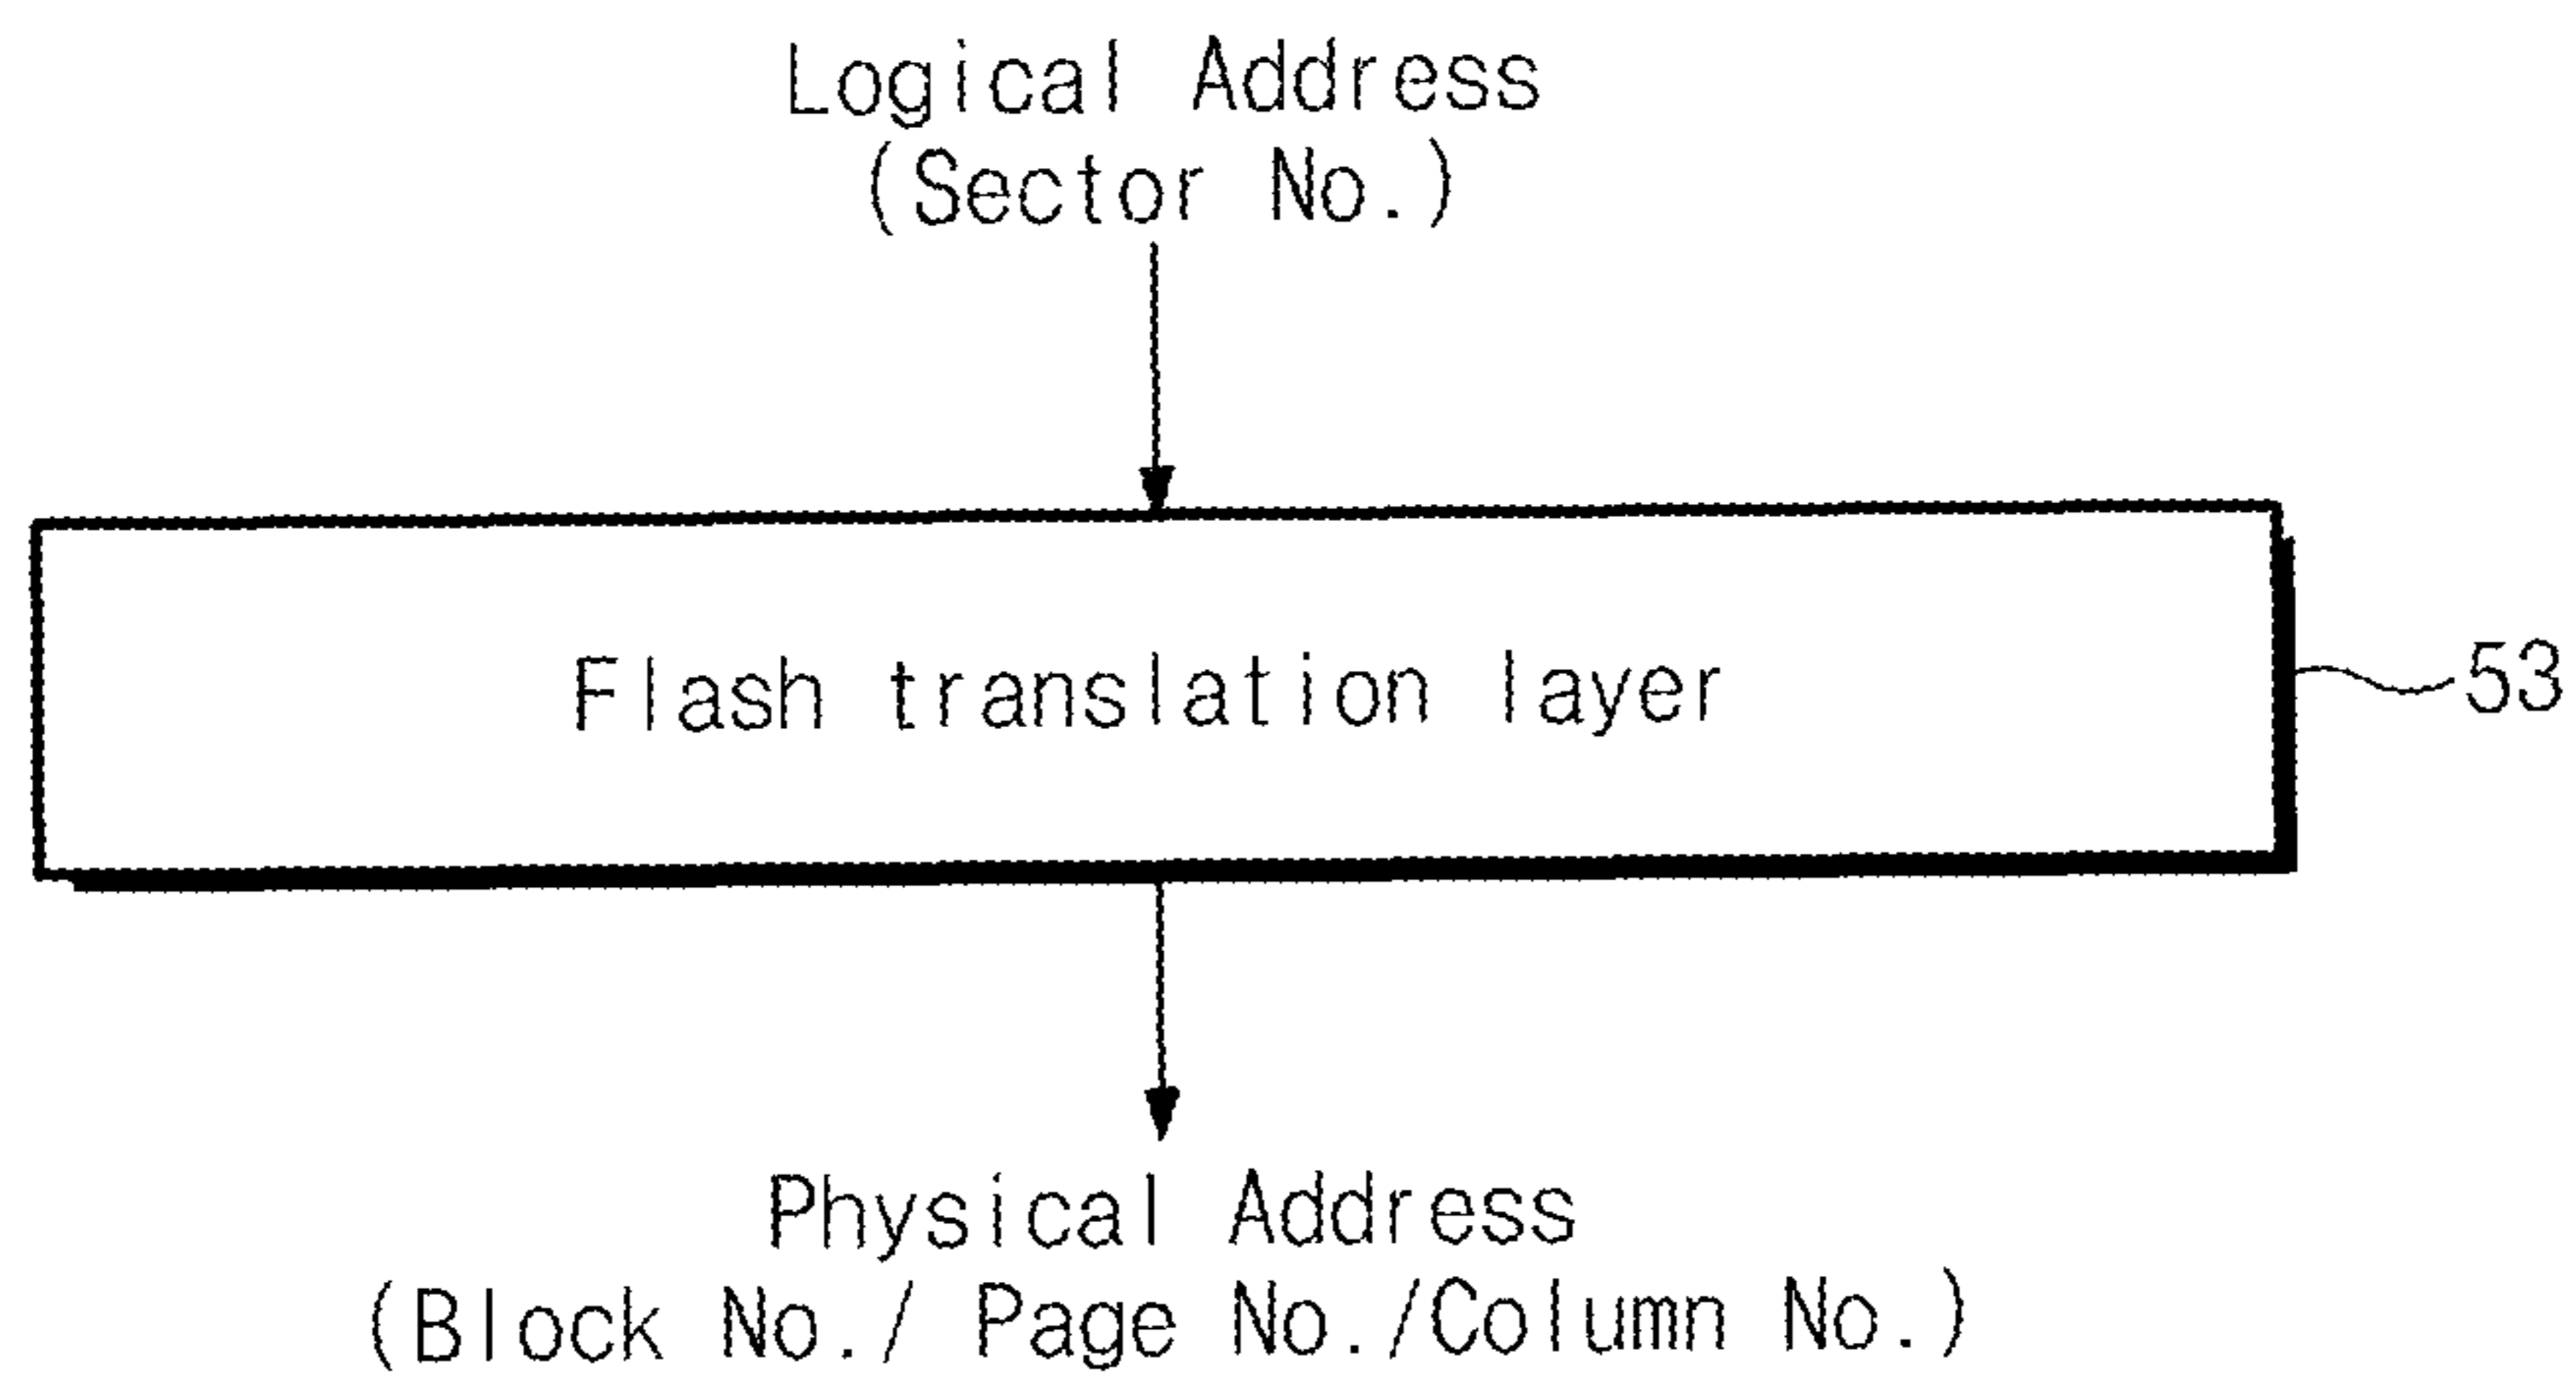 Logical Address
(Sector No.)
Flash translation layer
53
Physical Address
(Block No./ Page No./Column No.)